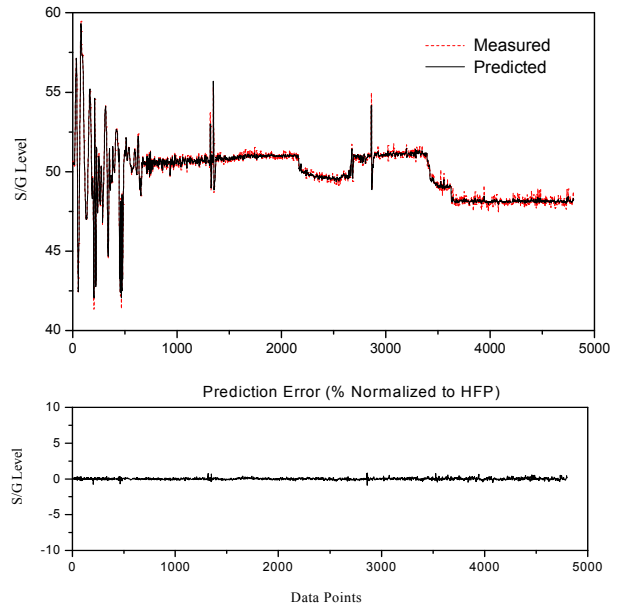 60
55
50
45
40
S/G Level
Measured
Predicted
0 1000 2000 3000 4000 5000
Prediction Error (% Normalized to HFP)
10
5
0
-5
-10
S/G Level
0 1000 2000 3000 4000 5000
Data Points